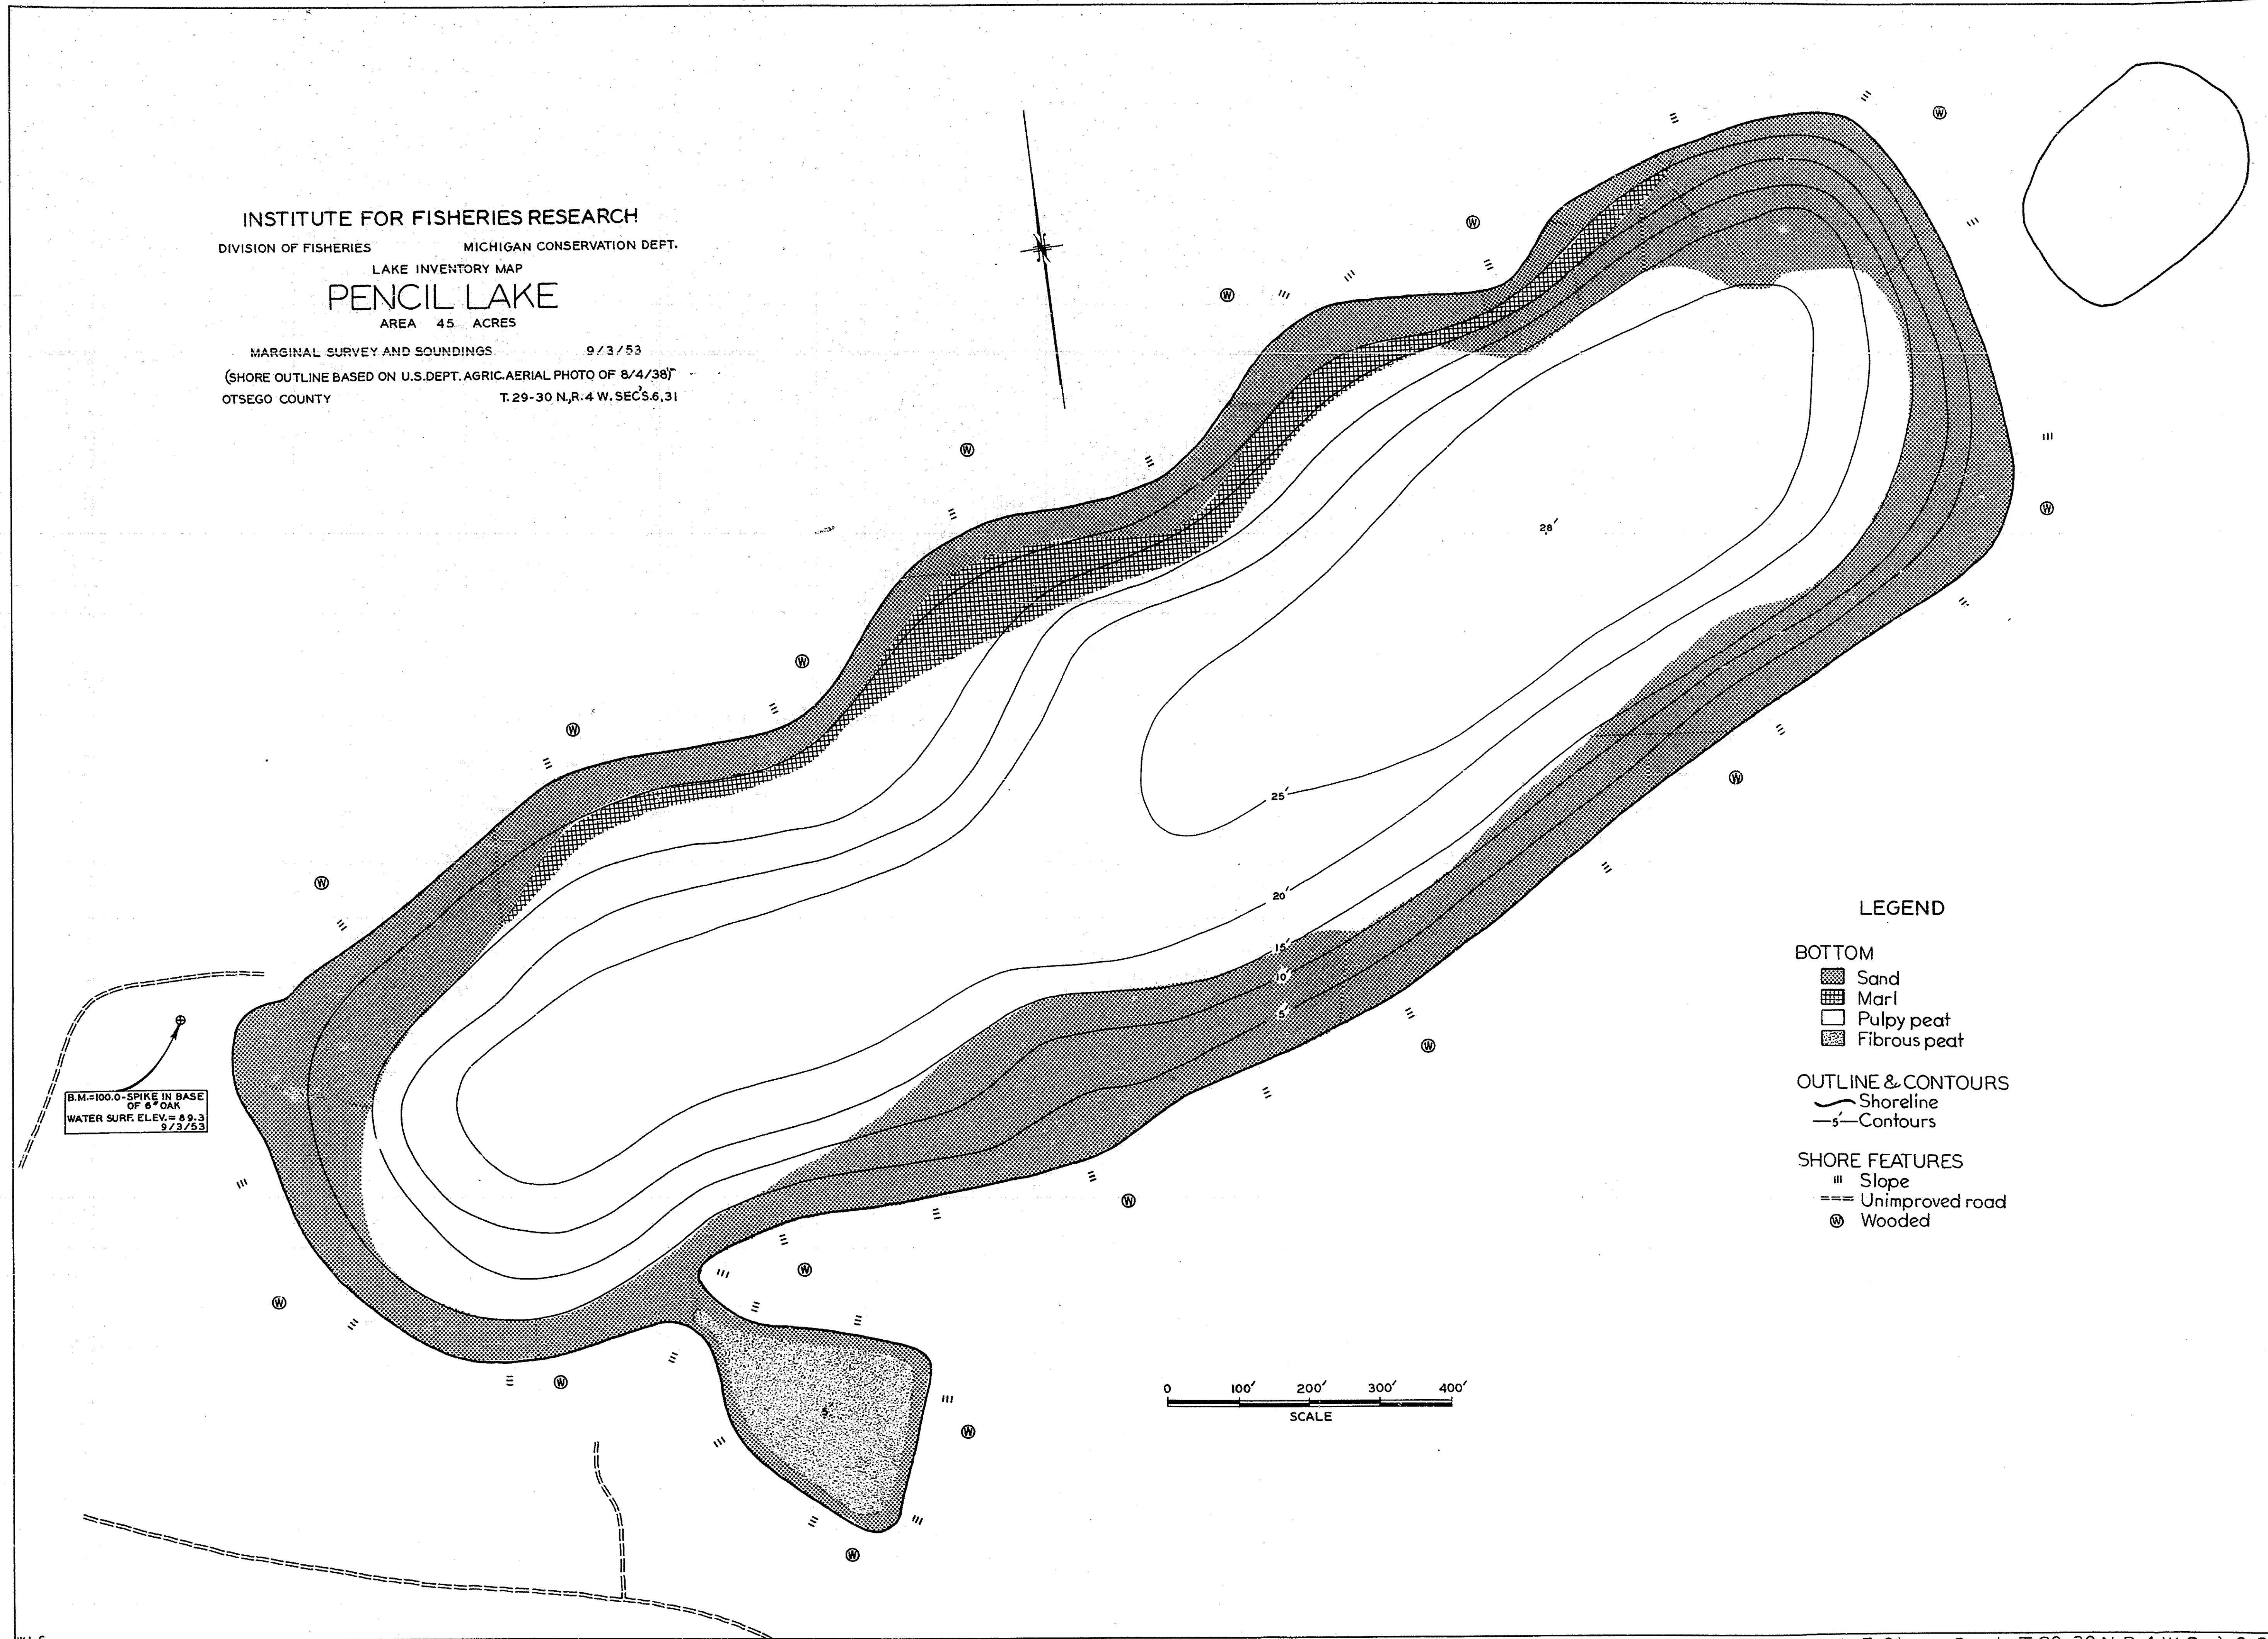 INSTITUTE FOR FISHERIES RESEARCH
DIVISION OF FISHERIES MICHIGAN CONSERVATION DEPT.
LAKE INVENTORY MAP
PENCIL LAKE
AREA 45 ACRES
MARGINAL SURVEY AND SOUNDINGS 9/3/53
(SHORE OUTLINE BASED ON U.S.DEPT. AGRIC. AERIAL PHOTO OF 8/4/38)
OTSEGO COUNTY T. 29-30 N., R. 4 W. SEC'S. 6, 31
N
W
W
W
W
W
W
W
28'
W
25'
W
20'
15'
10'
5'
W
W
W
W
W
W
W
5'
W
B.M.=100.0-SPIKE IN BASE
OF 6" OAK
WATER SURF. ELEV.= 89.3
9/3/53
LEGEND
BOTTOM
Sand
Marl
Pulpy peat
Fibrous peat
OUTLINE & CONTOURS
Shoreline
5' Contours
SHORE FEATURES
Slope
Unimproved road
W Wooded
0 100' 200' 300' 400'
SCALE